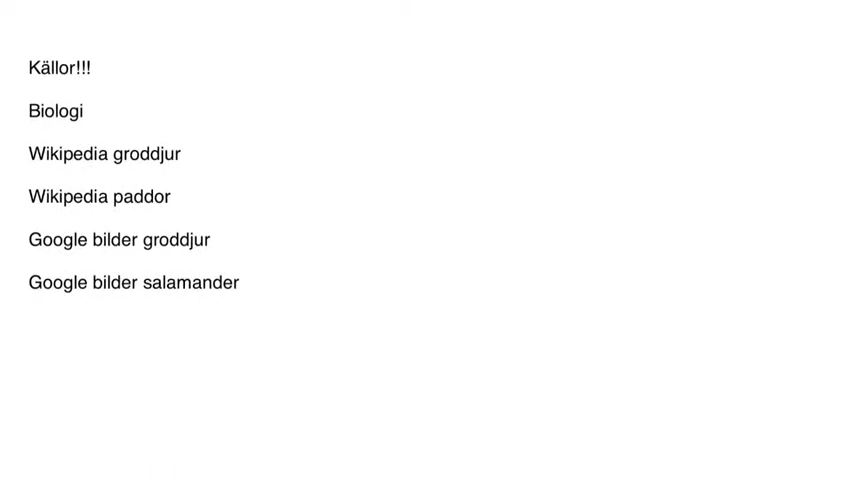 Källor!!!
Biologi
Wikipedia groddjur
Wikipedia paddor
Google bilder groddjur
Google bilder salamander